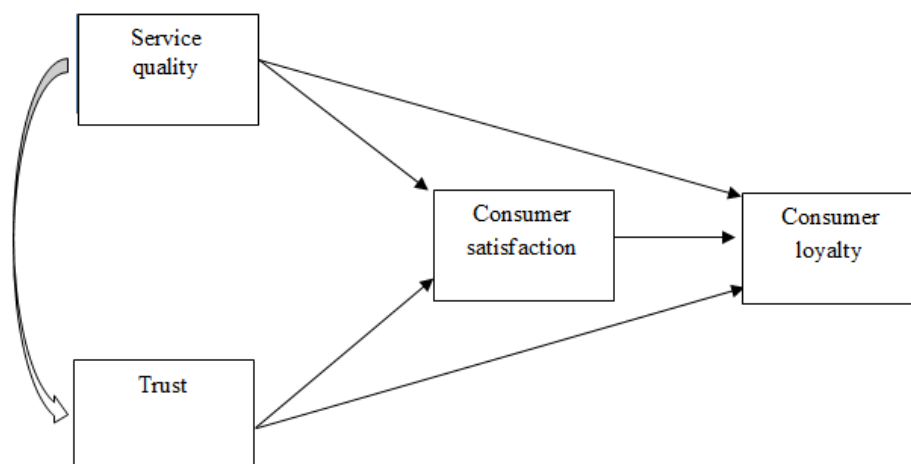 Service
quality
Consumer
satisfaction
Consumer
loyalty
Trust